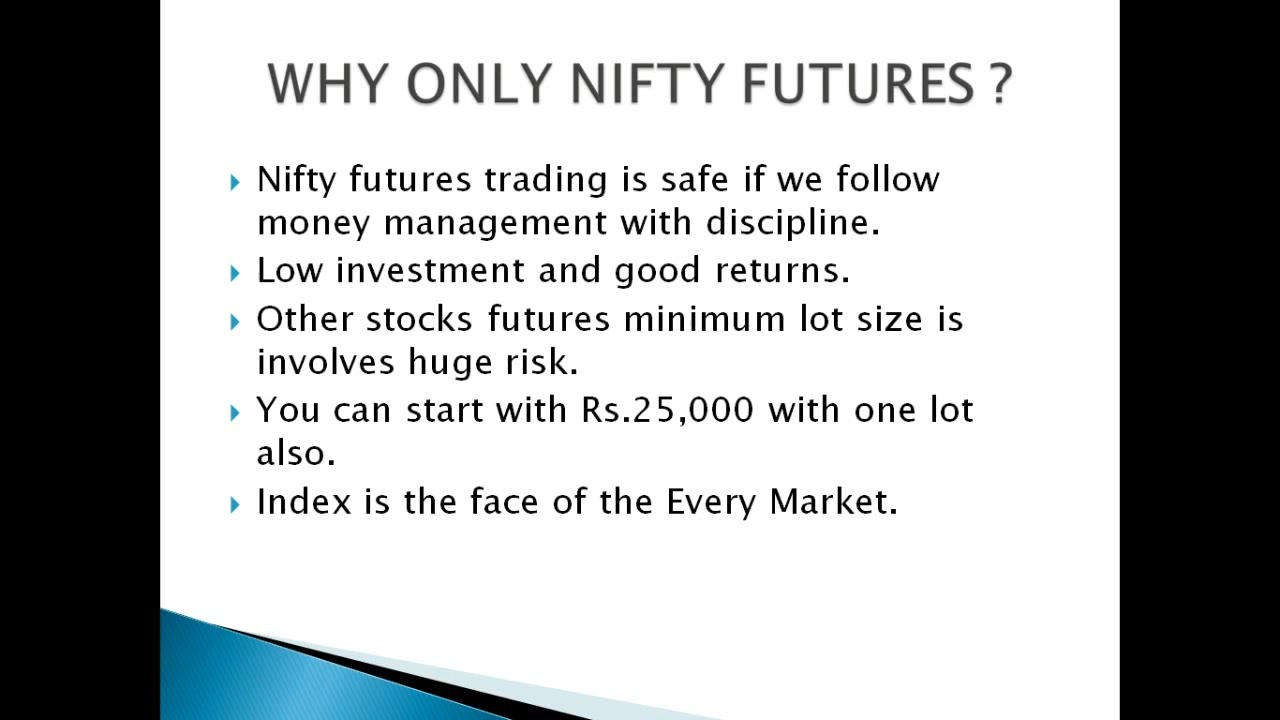 WHY ONLY NIFTY FUTURES ?
Nifty futures trading is safe if we follow
money management with discipline.
Low investment and good returns.
Other stocks futures minimum lot size is
involves huge risk.
You can start with Rs.25,000 with one lot
also.
Index is the face of the Every Market.